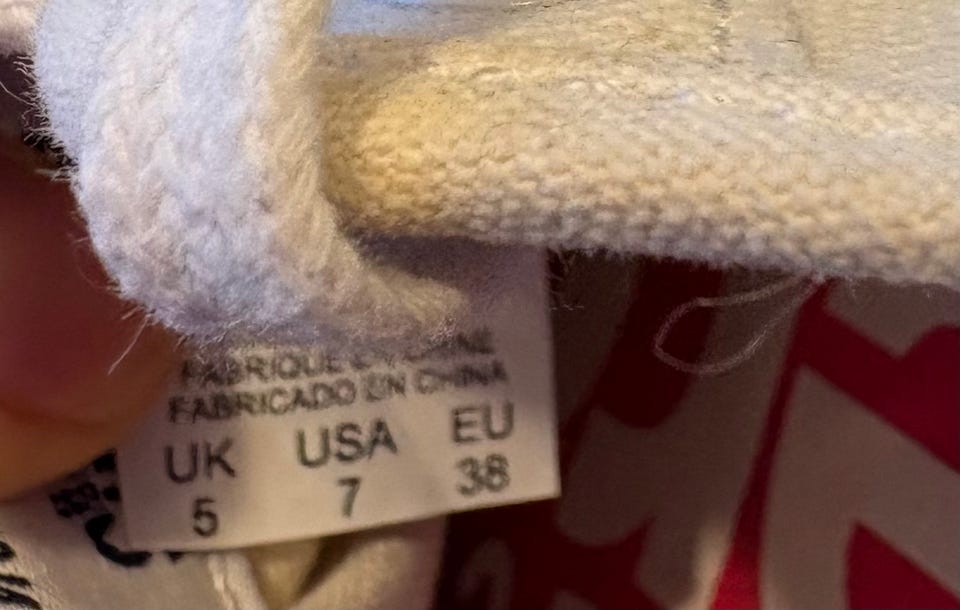 FABRIQUE EN CHINE
FABRICADO EN CHINA
UK USA EU
5 7 38